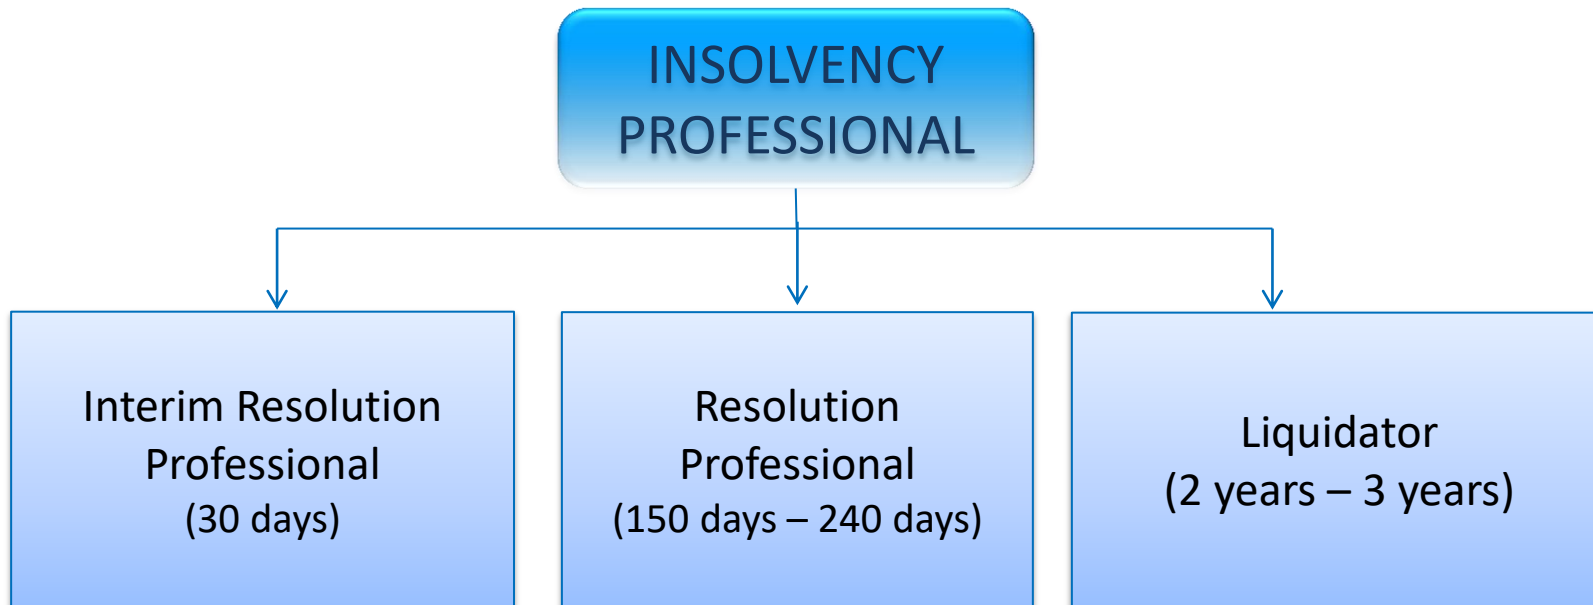 INSOLVENCY
PROFESSIONAL
Interim Resolution
Professional
(30 days)
Resolution
Professional
(150 days – 240 days)
Liquidator
(2 years – 3 years)